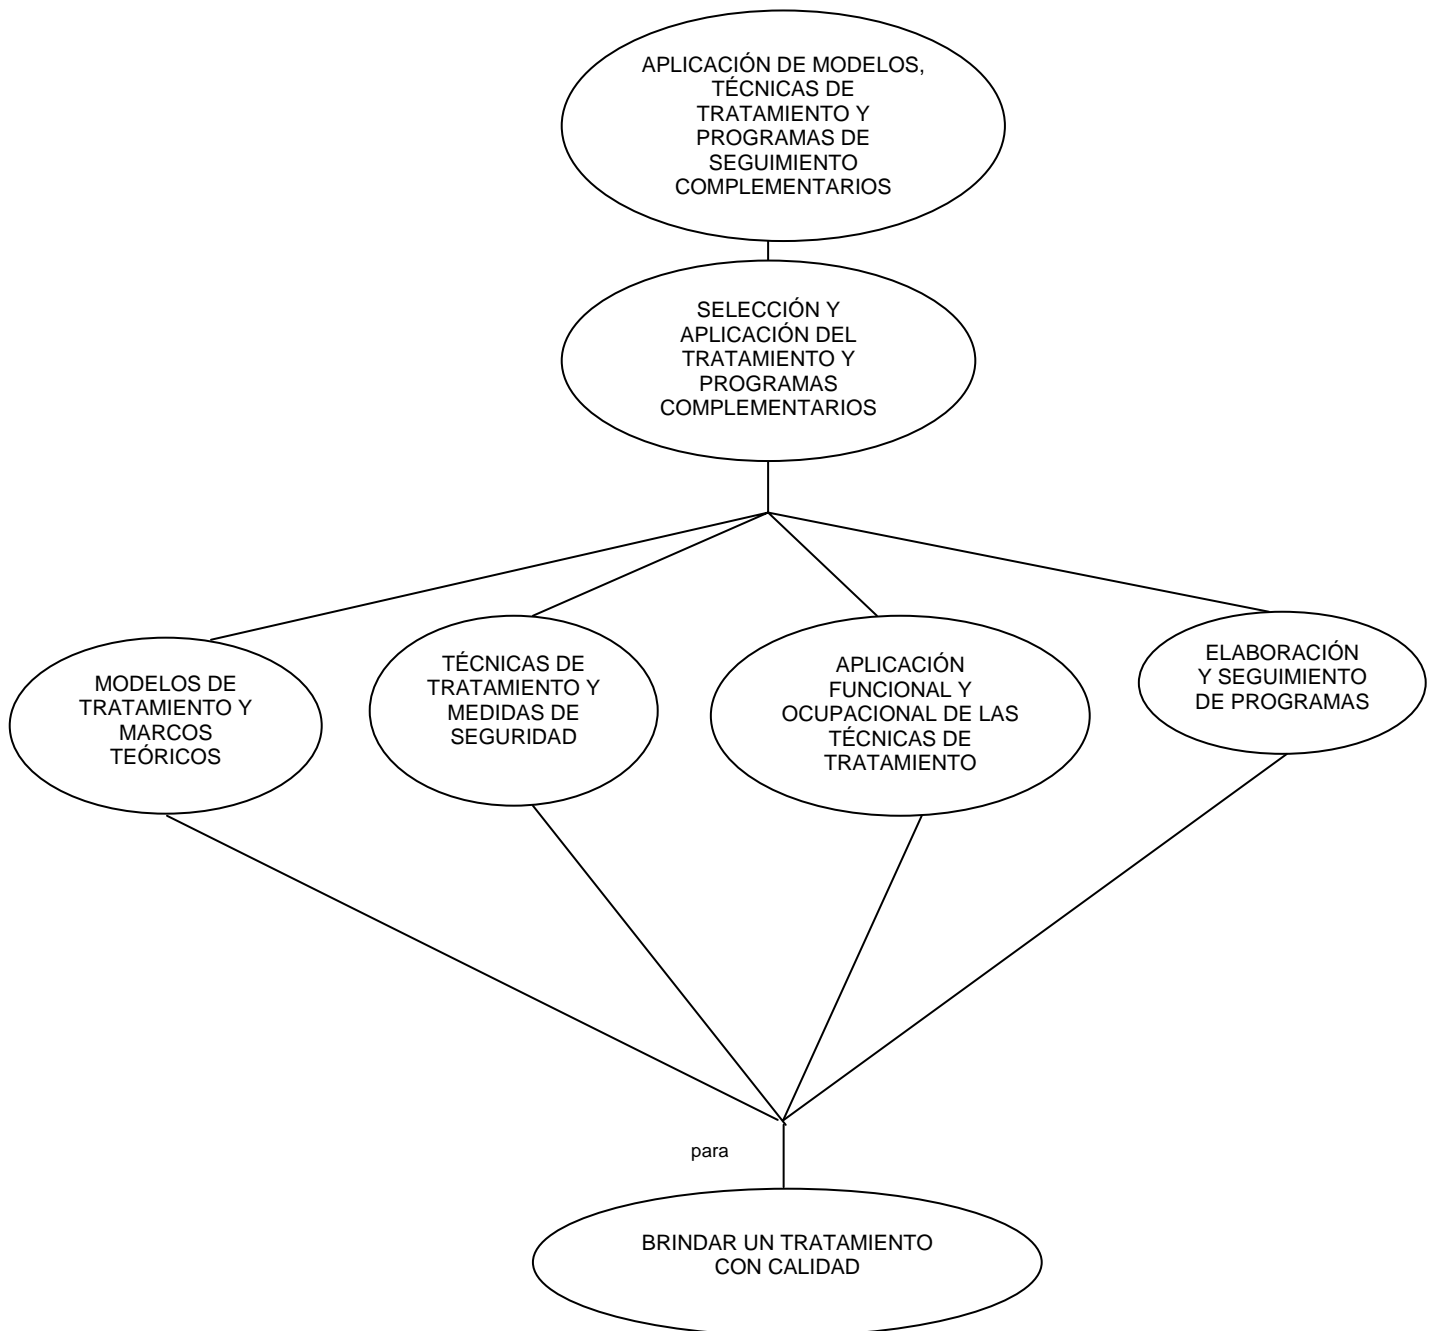 APLICACIÓN DE MODELOS,
TÉCNICAS DE
TRATAMIENTO Y
PROGRAMAS DE
SEGUIMIENTO
COMPLEMENTARIOS
SELECCIÓN Y
APLICACIÓN DEL
TRATAMIENTO Y
PROGRAMAS
COMPLEMENTARIOS
MODELOS DE
TRATAMIENTO Y
MARCOS
TEÓRICOS
TÉCNICAS DE
TRATAMIENTO Y
MEDIDAS DE
SEGURIDAD
APLICACIÓN
FUNCIONAL Y
OCUPACIONAL DE LAS
TÉCNICAS DE
TRATAMIENTO
ELABORACIÓN
Y SEGUIMIENTO
DE PROGRAMAS
para
BRINDAR UN TRATAMIENTO
CON CALIDAD